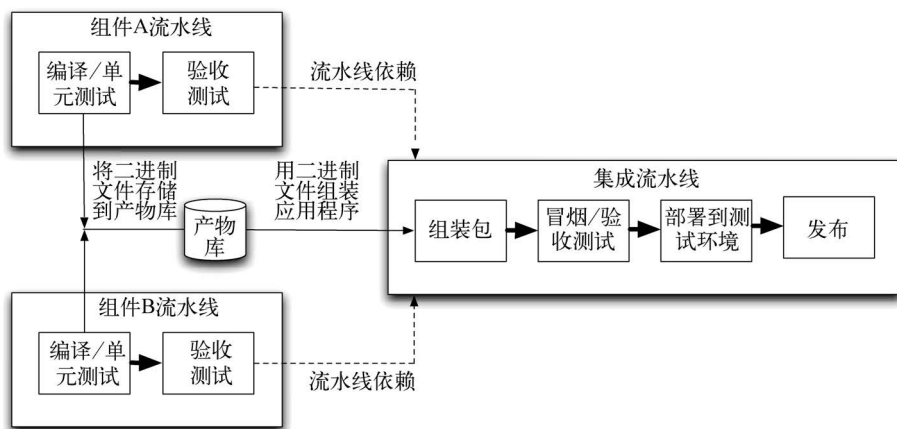 组件A流水线
编译/单
元测试
验收
测试
流水线依赖
将二进制
文件存储
到产物库
产物
库
用二进制
文件组装
应用程序
集成流水线
组装包
冒烟/验
收测试
部署到测
试环境
发布
组件B流水线
编译/单
元测试
验收
测试
流水线依赖